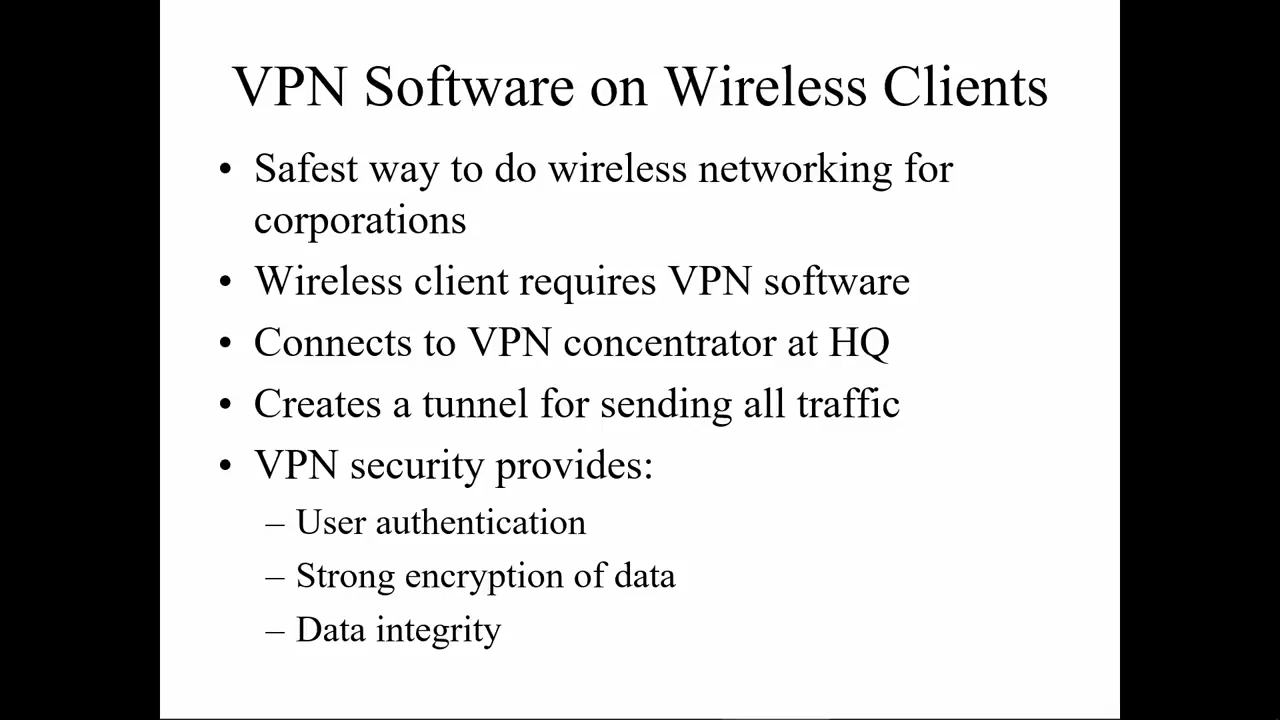 VPN Software on Wireless Clients
• Safest way to do wireless networking for
corporations
• Wireless client requires VPN software
• Connects to VPN concentrator at HQ
• Creates a tunnel for sending all traffic
• VPN security provides:
– User authentication
– Strong encryption of data
– Data integrity